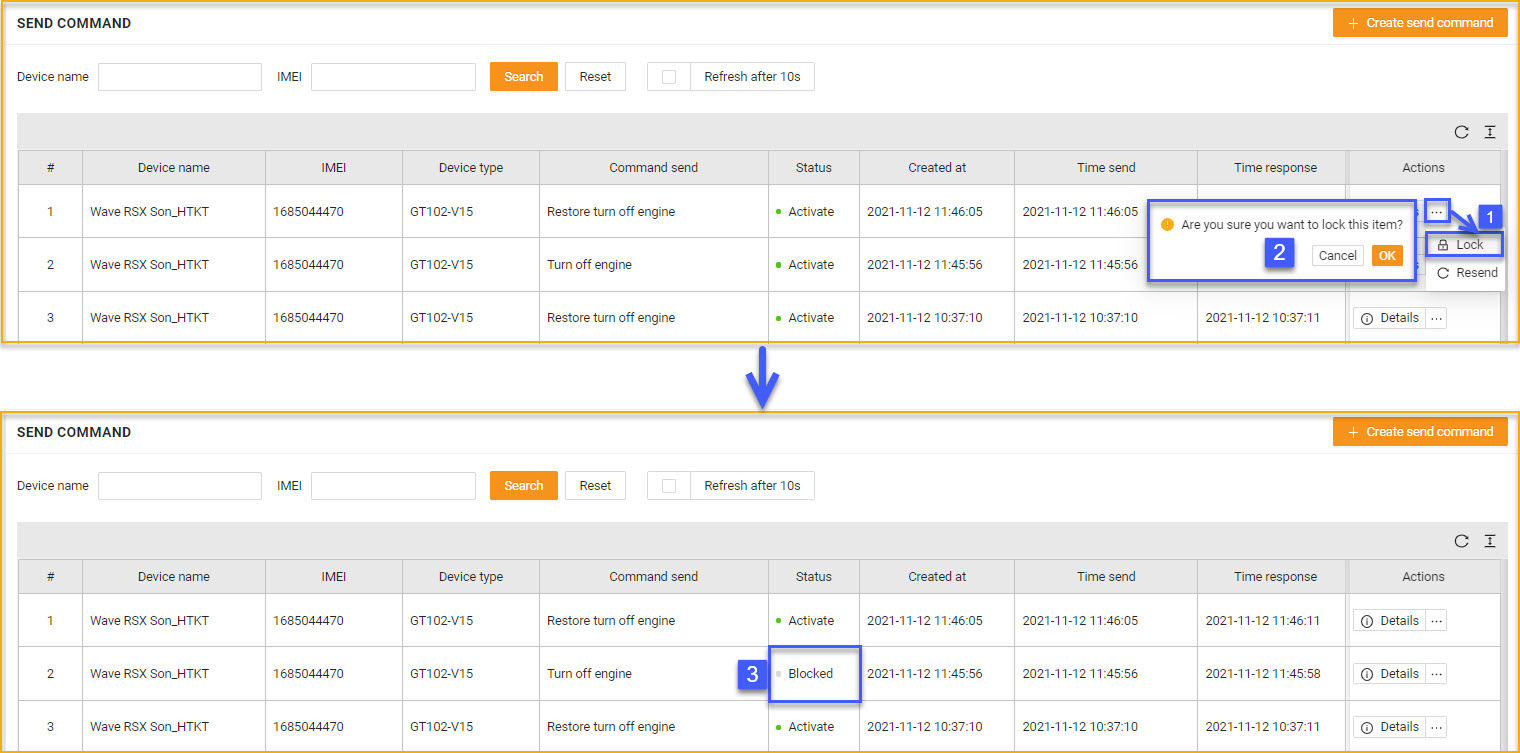 SEND COMMAND
+ Create send command
Device name IMEI Search Reset Refresh after 10s
# Device name IMEI Device type Command send Status Created at Time send Time response Actions
1 Wave RSX Son_HTKT 1685044470 GT102-V15 Restore turn off engine Activate 2021-11-12 11:46:05 2021-11-12 11:46:05 ... 1
Are you sure you want to lock this item? Lock
2 Cancel OK
2 Wave RSX Son_HTKT 1685044470 GT102-V15 Turn off engine Activate 2021-11-12 11:45:56 2021-11-12 11:45:56
Resend
3 Wave RSX Son_HTKT 1685044470 GT102-V15 Restore turn off engine Activate 2021-11-12 10:37:10 2021-11-12 10:37:10 2021-11-12 10:37:11 Details ...
SEND COMMAND
+ Create send command
Device name IMEI Search Reset Refresh after 10s
# Device name IMEI Device type Command send Status Created at Time send Time response Actions
1 Wave RSX Son_HTKT 1685044470 GT102-V15 Restore turn off engine Activate 2021-11-12 11:46:05 2021-11-12 11:46:05 2021-11-12 11:46:11 Details ...
2 Wave RSX Son_HTKT 1685044470 GT102-V15 Turn off engine 3 Blocked 2021-11-12 11:45:56 2021-11-12 11:45:56 2021-11-12 11:45:58 Details ...
3 Wave RSX Son_HTKT 1685044470 GT102-V15 Restore turn off engine Activate 2021-11-12 10:37:10 2021-11-12 10:37:10 2021-11-12 10:37:11 Details ...